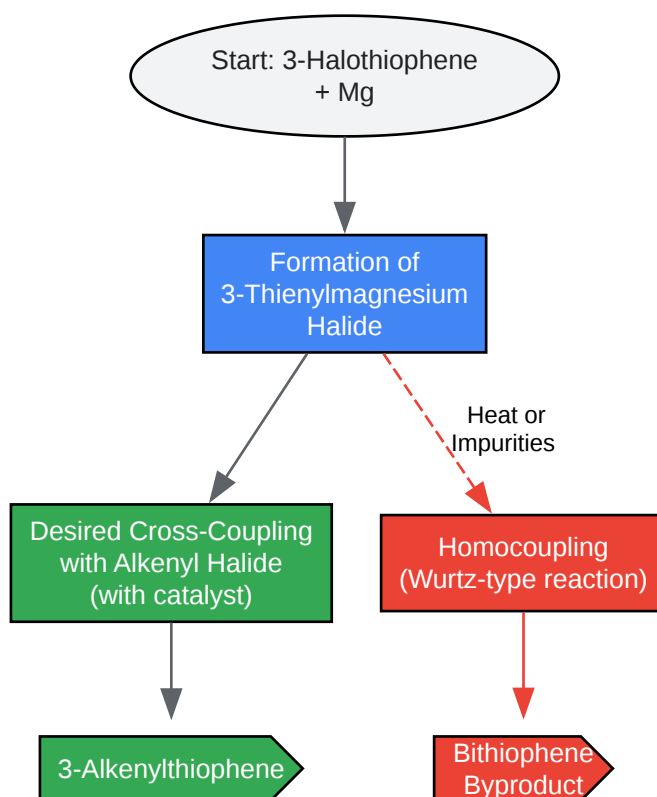 Start: 3-Halothiophene
+ Mg
Formation of
3-Thienylmagnesium
Halide
Heat or
Impurities
Desired Cross-Coupling
with Alkenyl Halide
(with catalyst)
Homocoupling
(Wurtz-type reaction)
3-Alkenylthiophene
Bithiophene
Byproduct